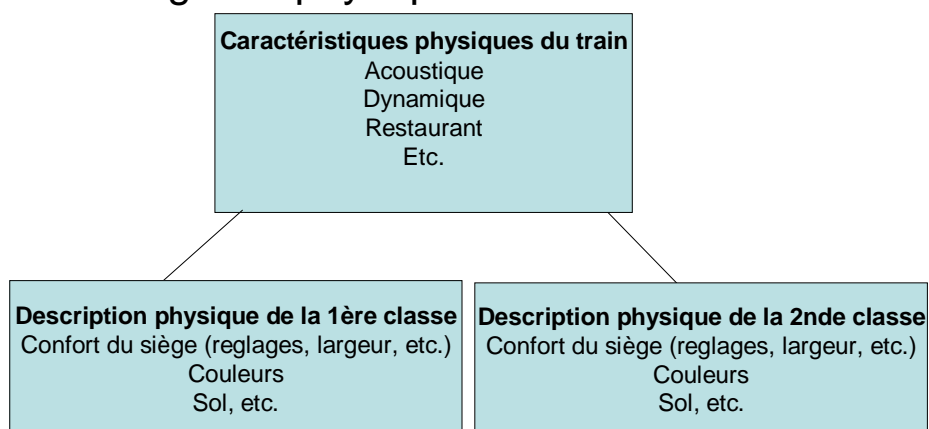 Caractéristiques physiques du train
Acoustique
Dynamique
Restaurant
Etc.
Description physique de la 1ère classe
Confort du siège (reglages, largeur, etc.)
Couleurs
Sol, etc.
Description physique de la 2nde classe
Confort du siège (reglages, largeur, etc.)
Couleurs
Sol, etc.